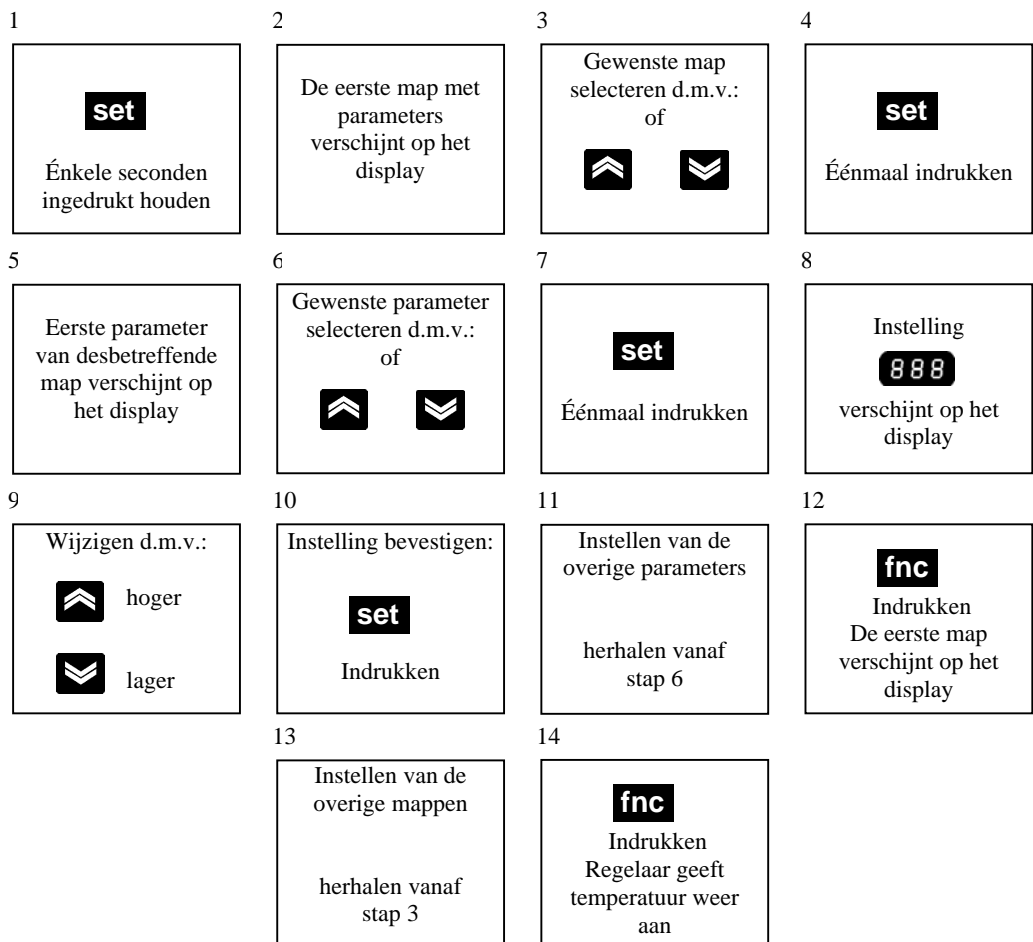 1
set
Énkele seconden
ingedrukt houden
2
De eerste map met
parameters
verschijnt op het
display
3
Gewenste map
selecteren d.m.v.:
of
4
set
Éénmaal indrukken
5
Eerste parameter
van desbetreffende
map verschijnt op
het display
6
Gewenste parameter
selecteren d.m.v.:
of
7
set
Éénmaal indrukken
8
Instelling
888
verschijnt op het
display
9
Wijzigen d.m.v.:
hoger
lager
10
Instelling bevestigen:
set
Indrukken
11
Instellen van de
overige parameters
herhalen vanaf
stap 6
12
fnc
Indrukken
De eerste map
verschijnt op het
display
13
Instellen van de
overige mappen
herhalen vanaf
stap 3
14
fnc
Indrukken
Regelaar geeft
temperatuur weer
aan